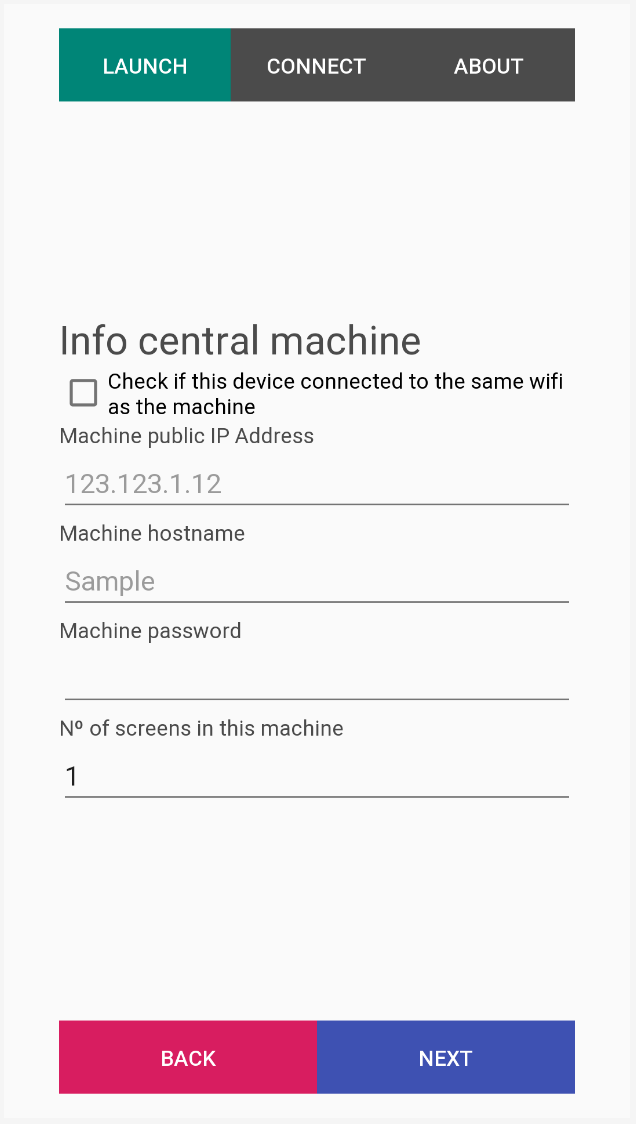 LAUNCH CONNECT ABOUT
Info central machine
Check if this device connected to the same wifi
as the machine
Machine public IP Address
123.123.1.12
Machine hostname
Sample
Machine password
Nº of screens in this machine
1
BACK NEXT